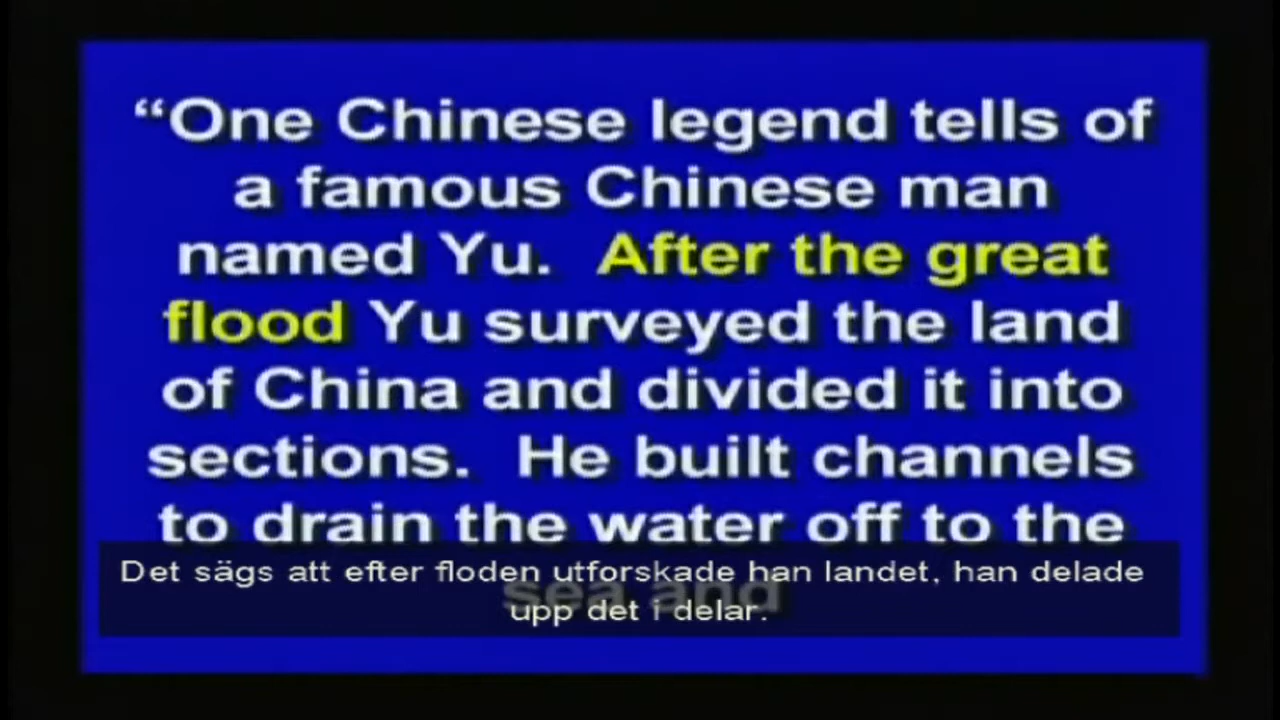 “One Chinese legend tells of
a famous Chinese man
named Yu. After the great
flood Yu surveyed the land
of China and divided it into
sections. He built channels
to drain the water off to the
sea and
Det sägs att efter floden utforskade han landet, han delade
upp det i delar.